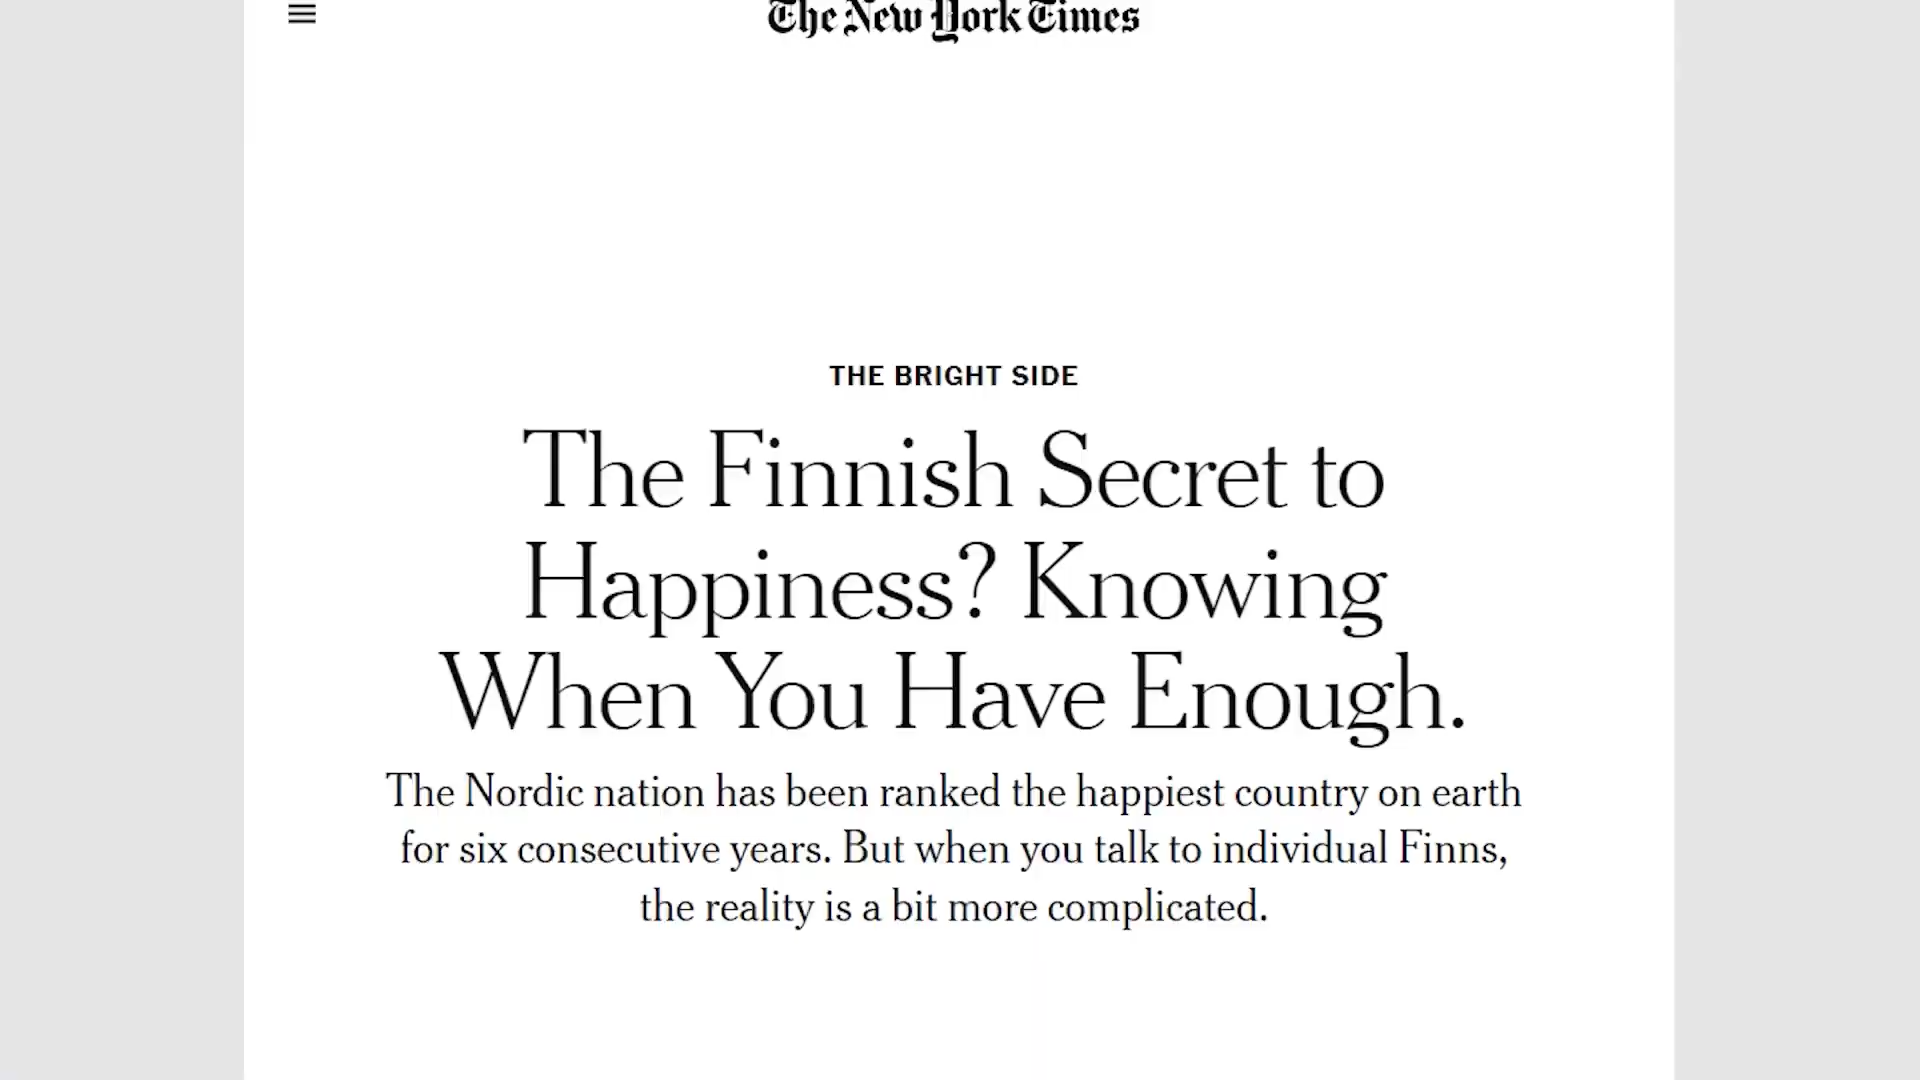 The New York Times
THE BRIGHT SIDE
The Finnish Secret to
Happiness? Knowing
When You Have Enough.
The Nordic nation has been ranked the happiest country on earth
for six consecutive years. But when you talk to individual Finns,
the reality is a bit more complicated.